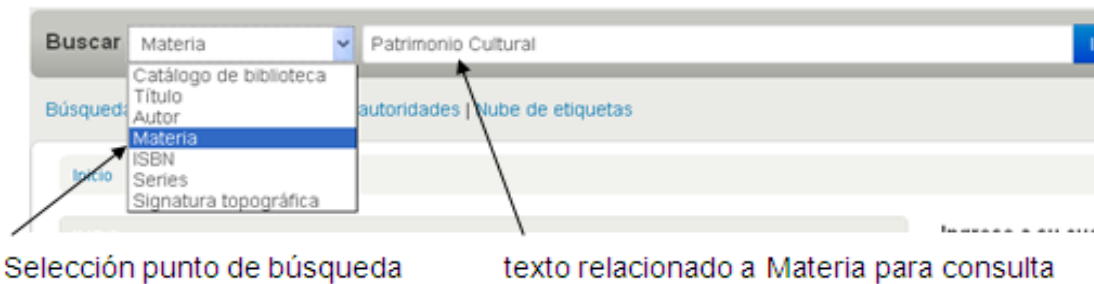 Buscar Materia Patrimonio Cultural
Catálogo de biblioteca
Título
Autor
Materia
ISBN
Series
Signatura topográfica
autoridades | Nube de etiquetas
Inicio
Selección punto de búsqueda
texto relacionado a Materia para consulta